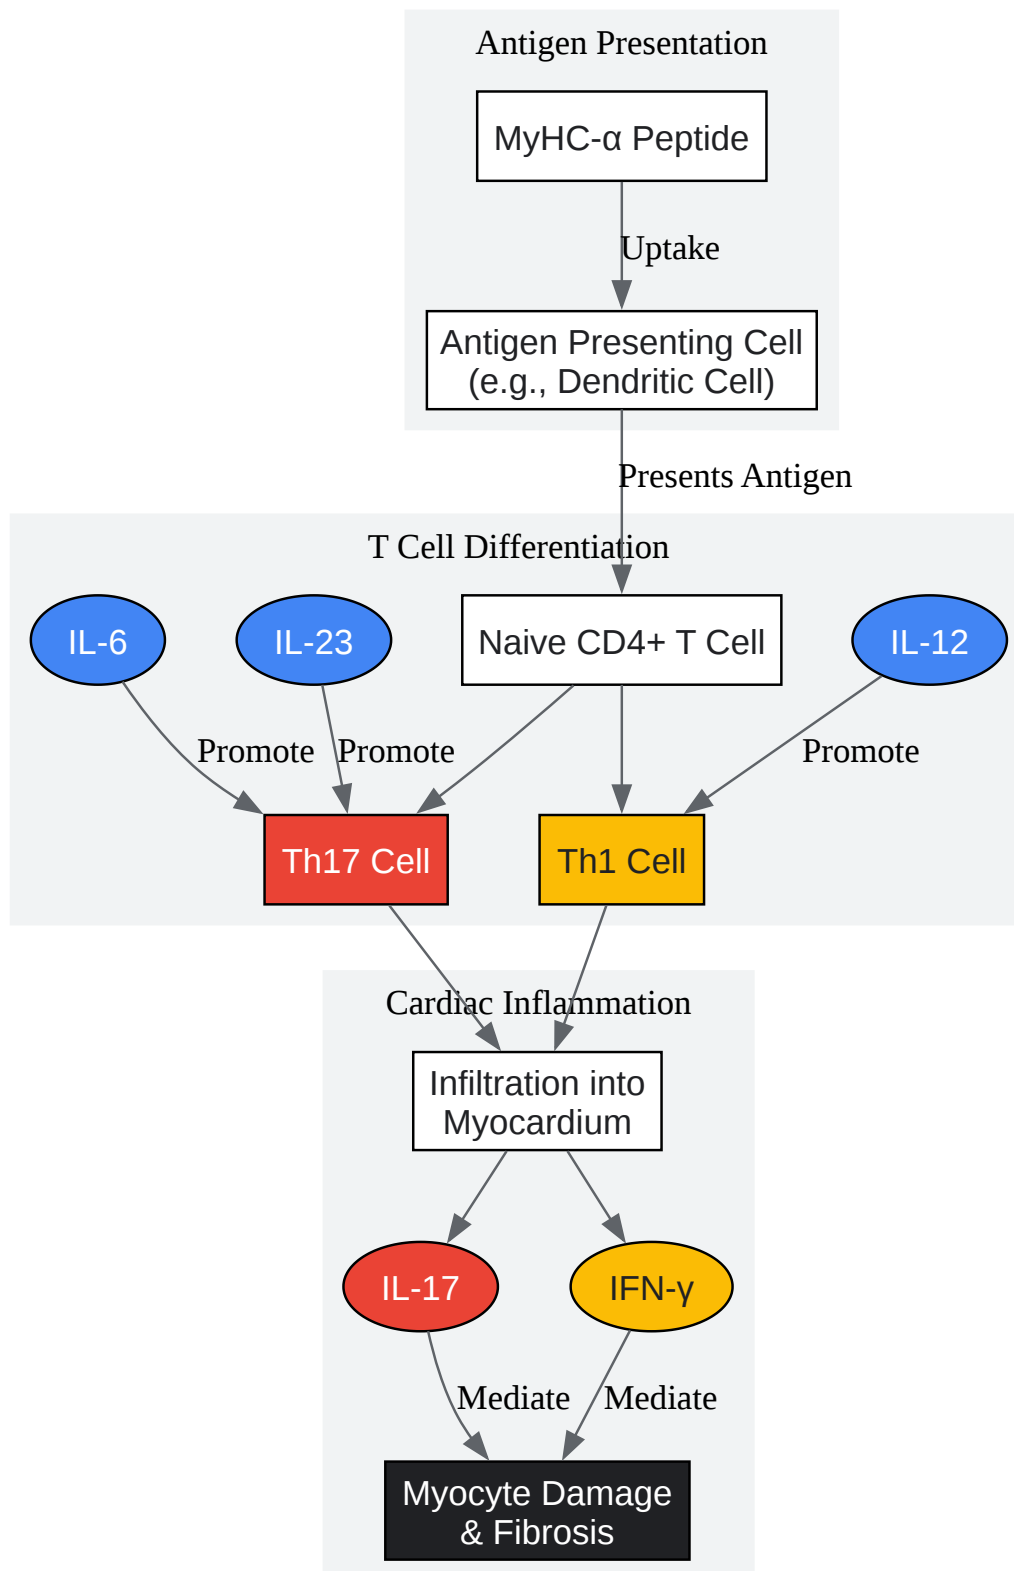 Antigen Presentation
MyHC-α Peptide
Uptake
Antigen Presenting Cell
(e.g., Dendritic Cell)
Presents Antigen
T Cell Differentiation
IL-6
IL-23
Naive CD4+ T Cell
IL-12
Promote
Promote
Promote
Th17 Cell
Th1 Cell
Cardiac Inflammation
Infiltration into
Myocardium
IL-17
IFN-γ
Mediate
Mediate
Myocyte Damage
& Fibrosis